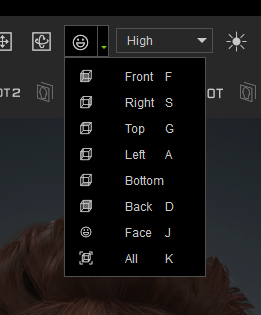 High
OT2
OT
Front F
Right S
Top G
Left A
Bottom
Back D
Face J
All K